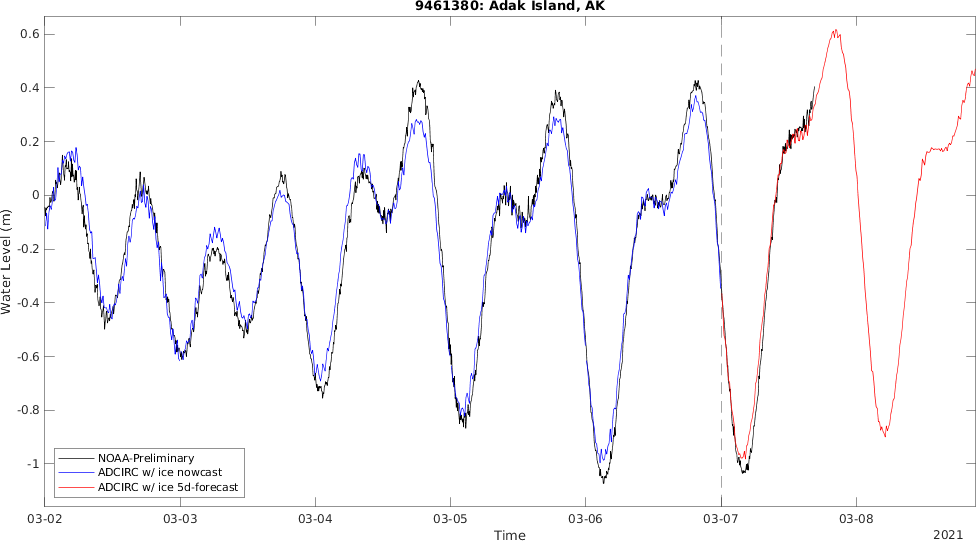 9461380: Adak Island, AK
0.6
0.4
0.2
0
-0.2
-0.4
-0.6
-0.8
-1
Water Level (m)
NOAA-Preliminary
ADCIRC w/ ice nowcast
ADCIRC w/ ice 5d-forecast
03-02 03-03 03-04 03-05 03-06 03-07 03-08
Time
2021